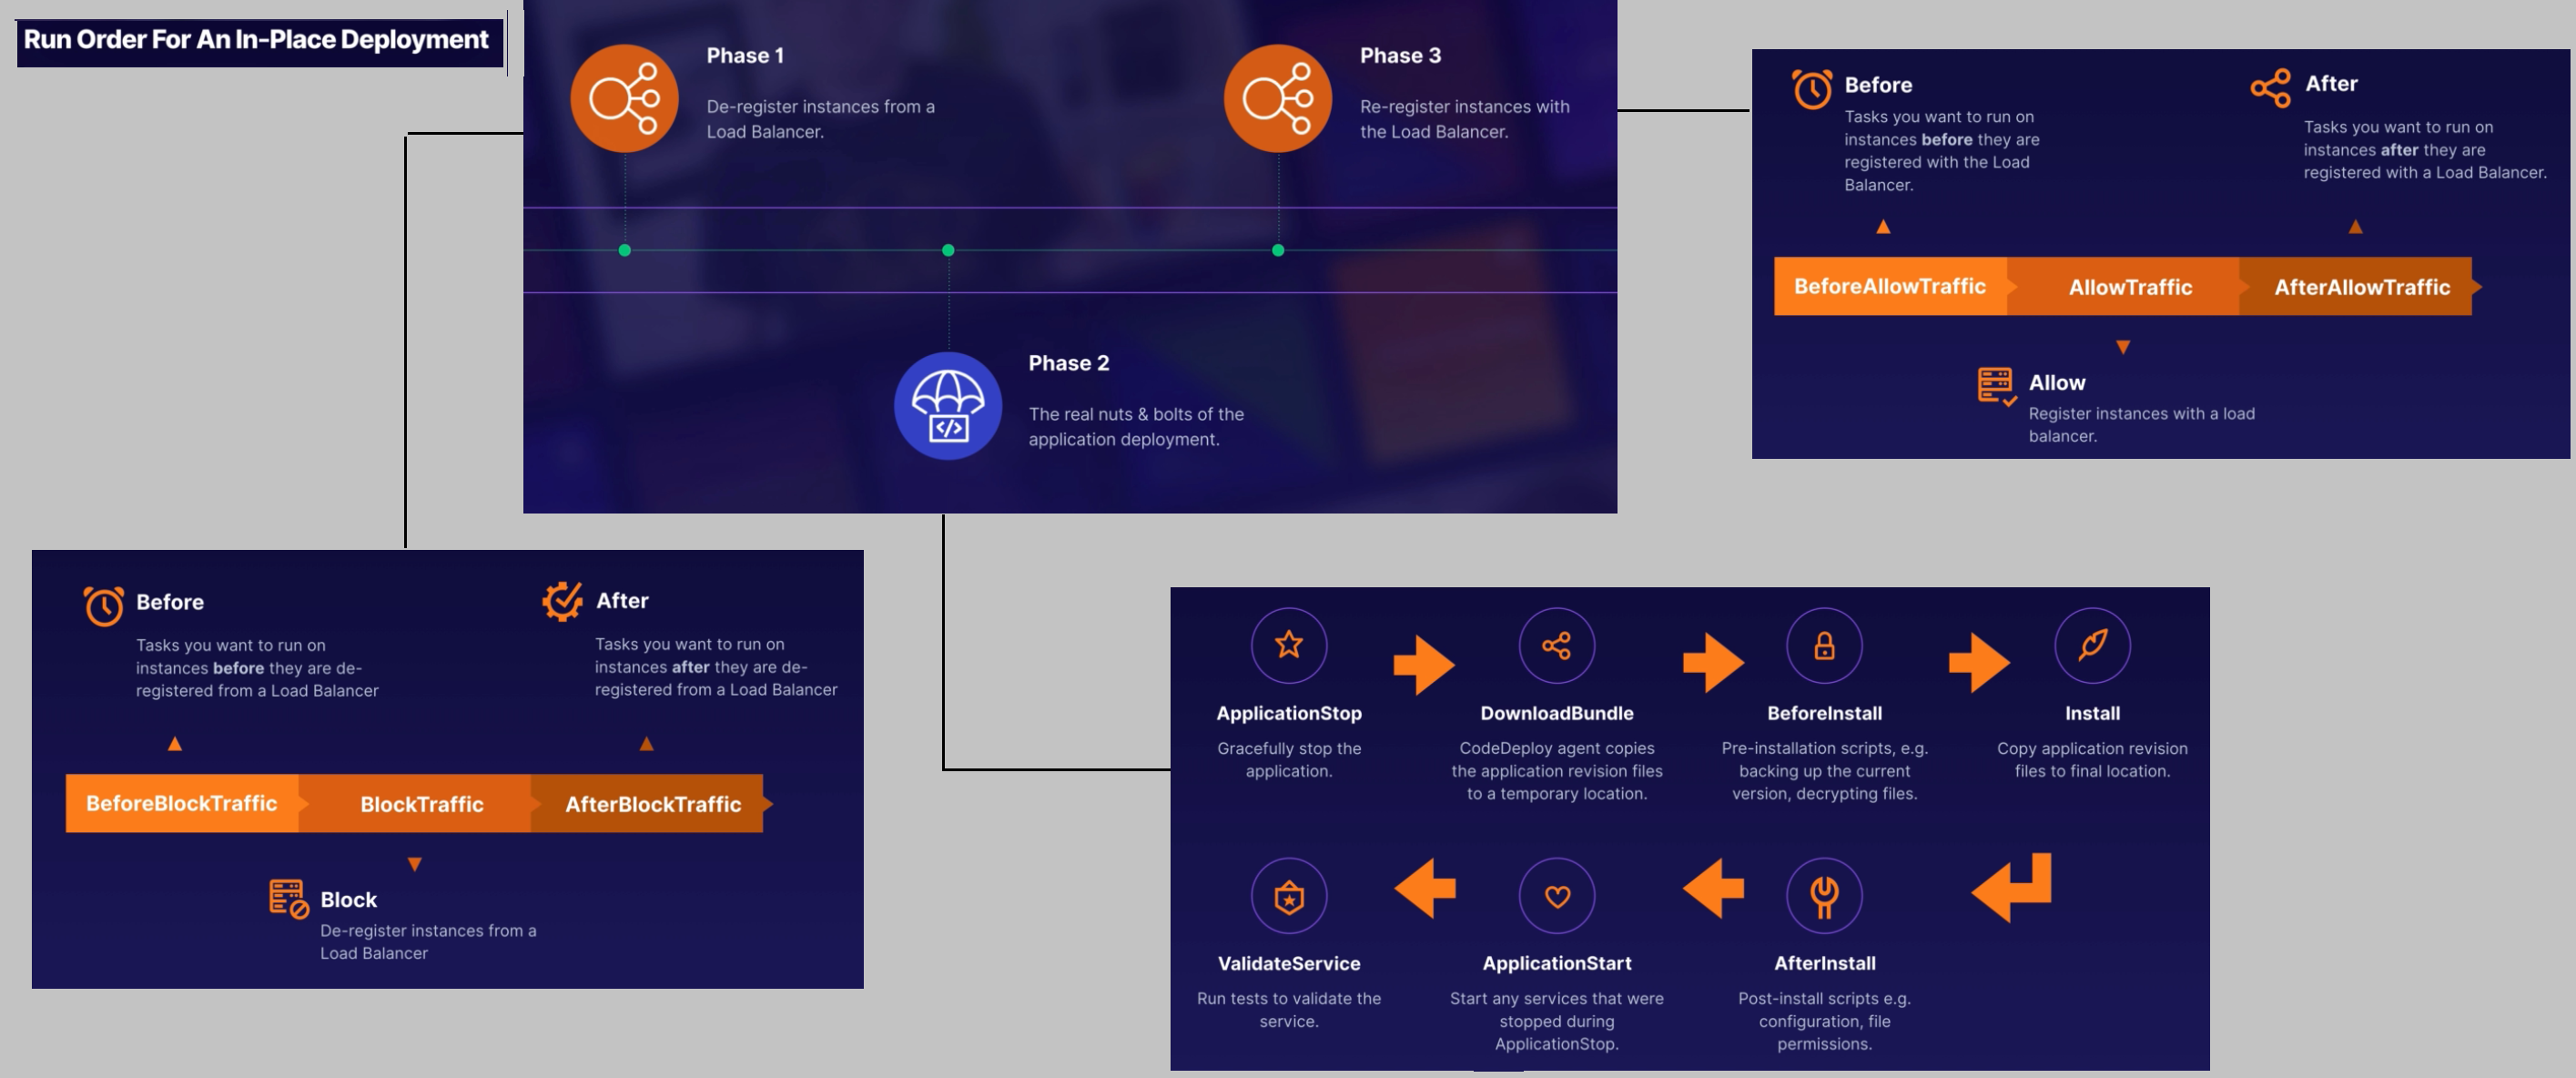 Run Order For An In-Place Deployment
Phase 1
De-register instances from a
Load Balancer.
Phase 3
Re-register instances with
the Load Balancer.
Phase 2
The real nuts & bolts of the
application deployment.
</>
Before
Tasks you want to run on
instances before they are
registered with the Load
Balancer.
After
Tasks you want to run on
instances after they are
registered with a Load Balancer.
BeforeAllowTraffic
AllowTraffic
AfterAllowTraffic
Allow
Register instances with a load
balancer.
Before
Tasks you want to run on
instances before they are de-
registered from a Load Balancer
After
Tasks you want to run on
instances after they are de-
registered from a Load Balancer
BeforeBlockTraffic
BlockTraffic
AfterBlockTraffic
Block
De-register instances from a
Load Balancer
ApplicationStop
Gracefully stop the
application.
DownloadBundle
CodeDeploy agent copies
the application revision files
to a temporary location.
BeforeInstall
Pre-installation scripts, e.g.
backing up the current
version, decrypting files.
Install
Copy application revision
files to final location.
ValidateService
Run tests to validate the
service.
ApplicationStart
Start any services that were
stopped during
ApplicationStop.
AfterInstall
Post-install scripts e.g.
configuration, file
permissions.